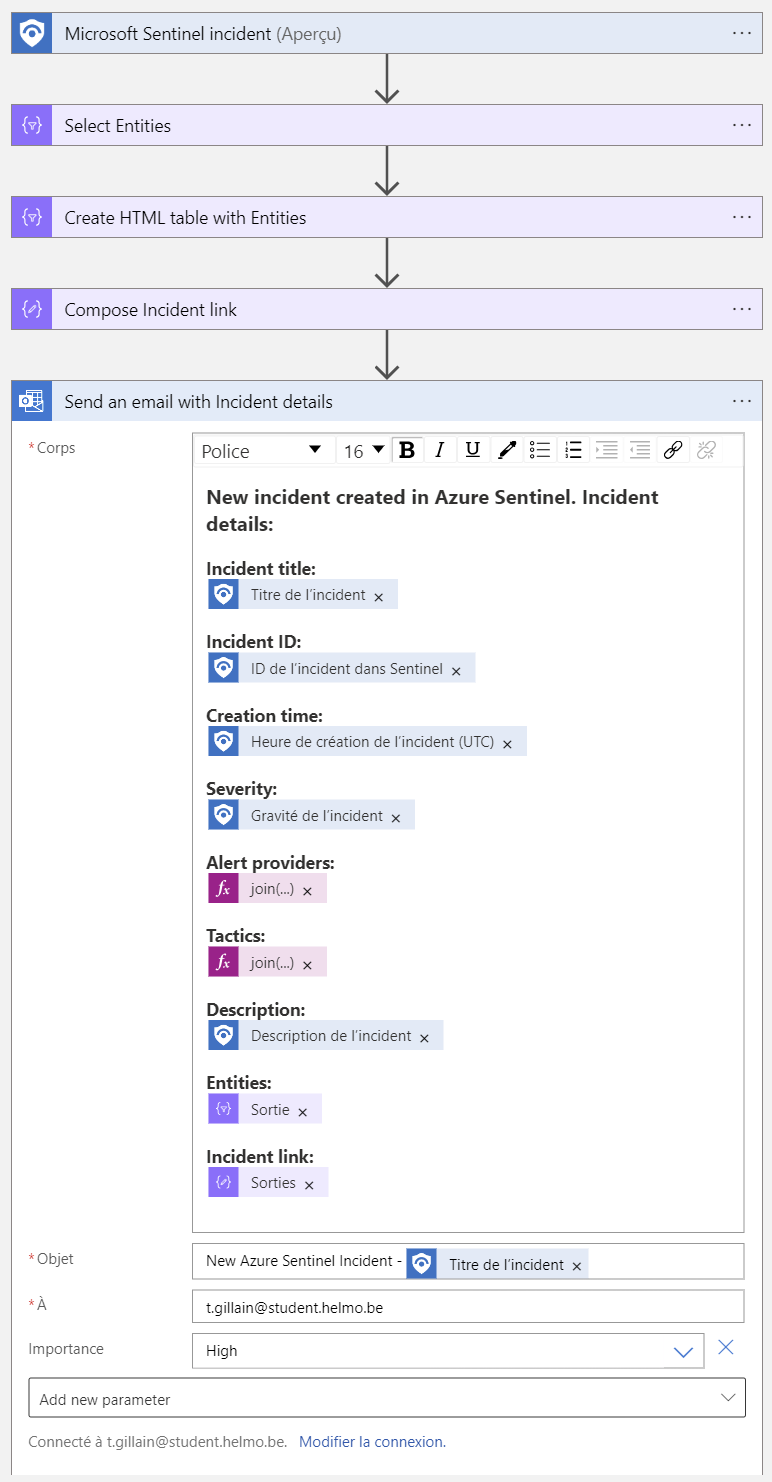 Microsoft Sentinel incident (Aperçu)
Select Entities
Create HTML table with Entities
Compose Incident link
Send an email with Incident details
*Corps
Police 16 B I U
New incident created in Azure Sentinel. Incident
details:
Incident title:
Titre de l'incident ×
Incident ID:
ID de l'incident dans Sentinel ×
Creation time:
Heure de création de l'incident (UTC) ×
Severity:
Gravité de l'incident ×
Alert providers:
fx join(...) ×
Tactics:
fx join(...) ×
Description:
Description de l'incident ×
Entities:
Sortie ×
Incident link:
Sorties ×
*Objet New Azure Sentinel Incident - Titre de l'incident ×
*À t.gillain@student.helmo.be
Importance High
Add new parameter
Connecté à t.gillain@student.helmo.be. Modifier la connexion.